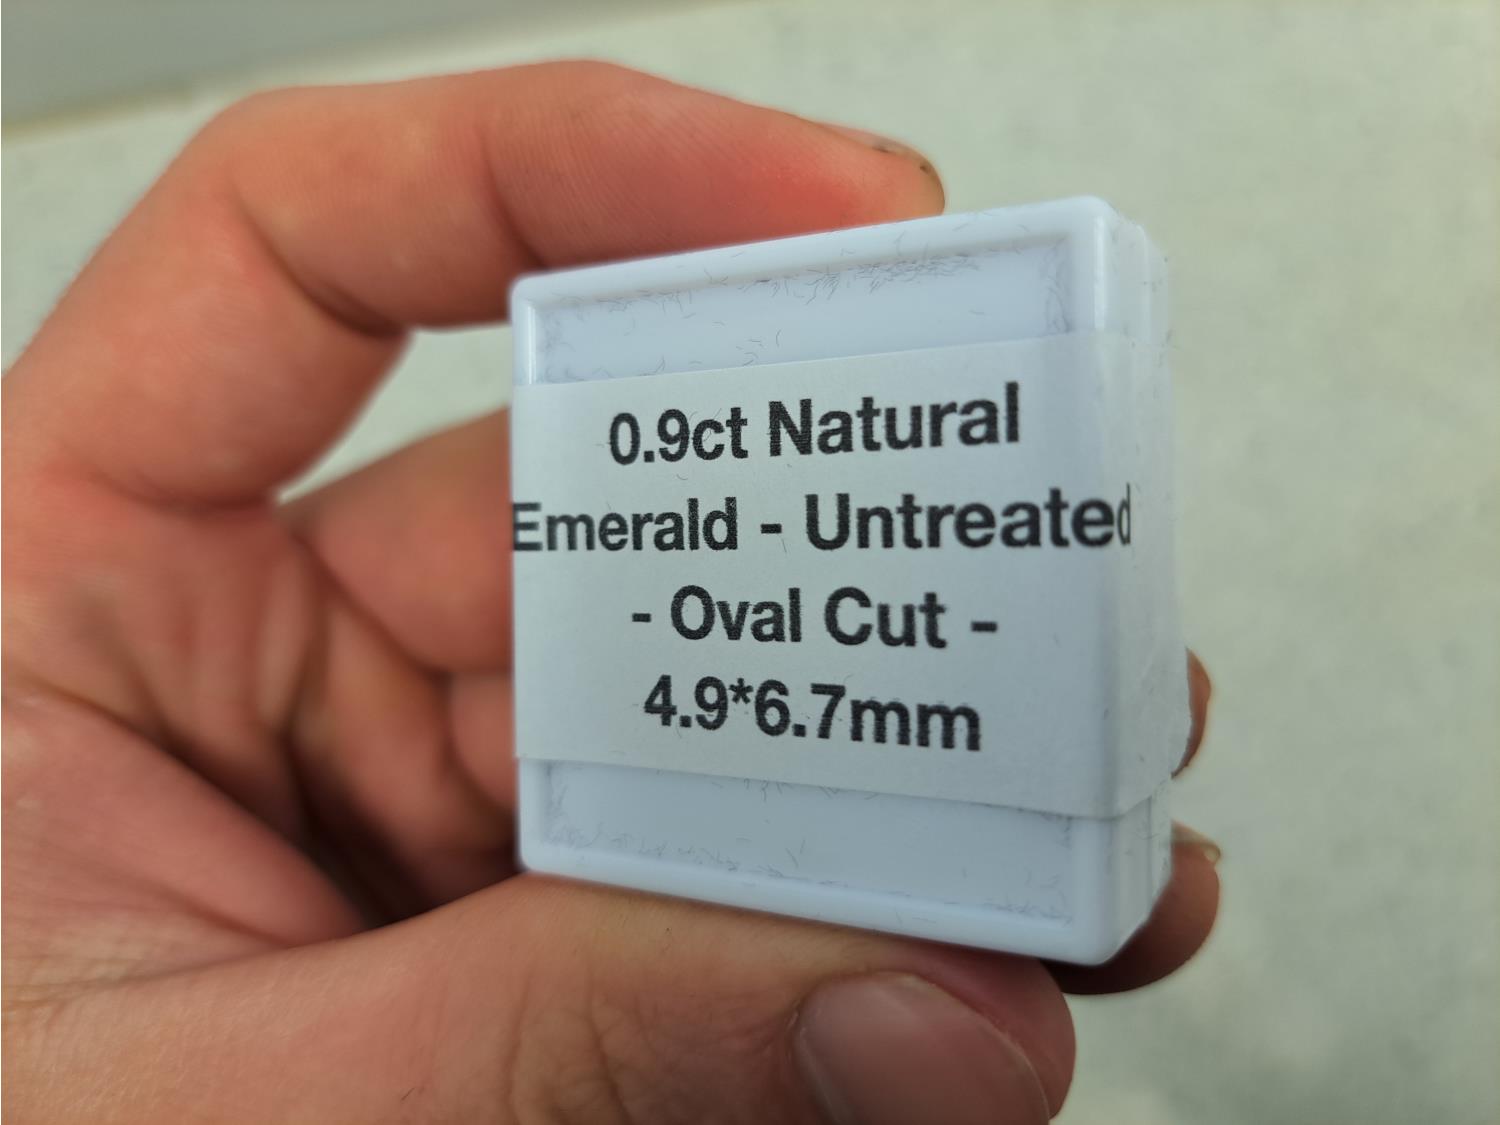 0.9ct Natural
Emerald - Untreated
- Oval Cut -
4.9*6.7mm